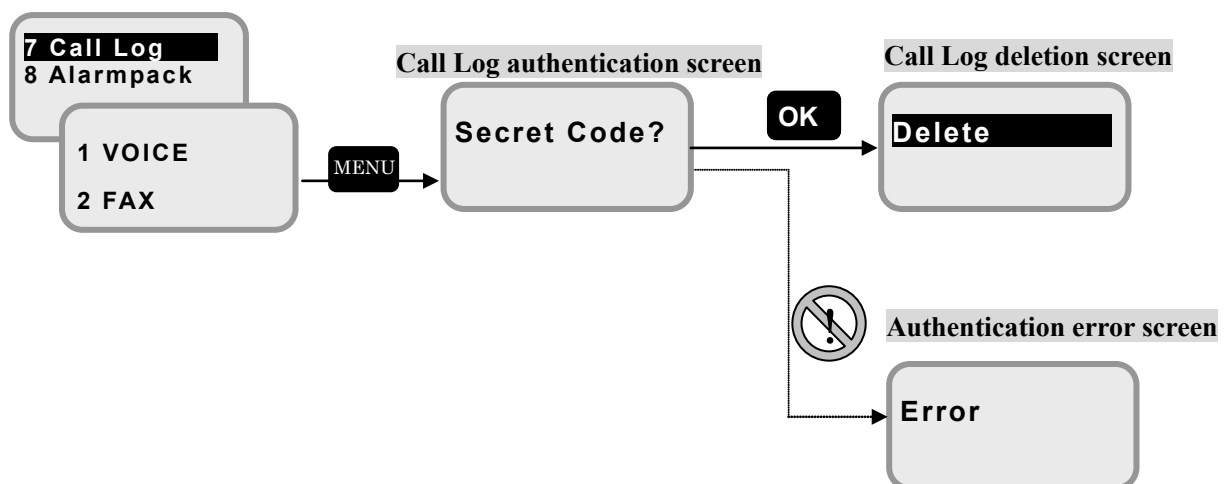 7 Call Log
8 Alarmpack
1 VOICE
2 FAX
MENU
Call Log authentication screen
Secret Code?
OK
Call Log deletion screen
Delete
!
Authentication error screen
Error